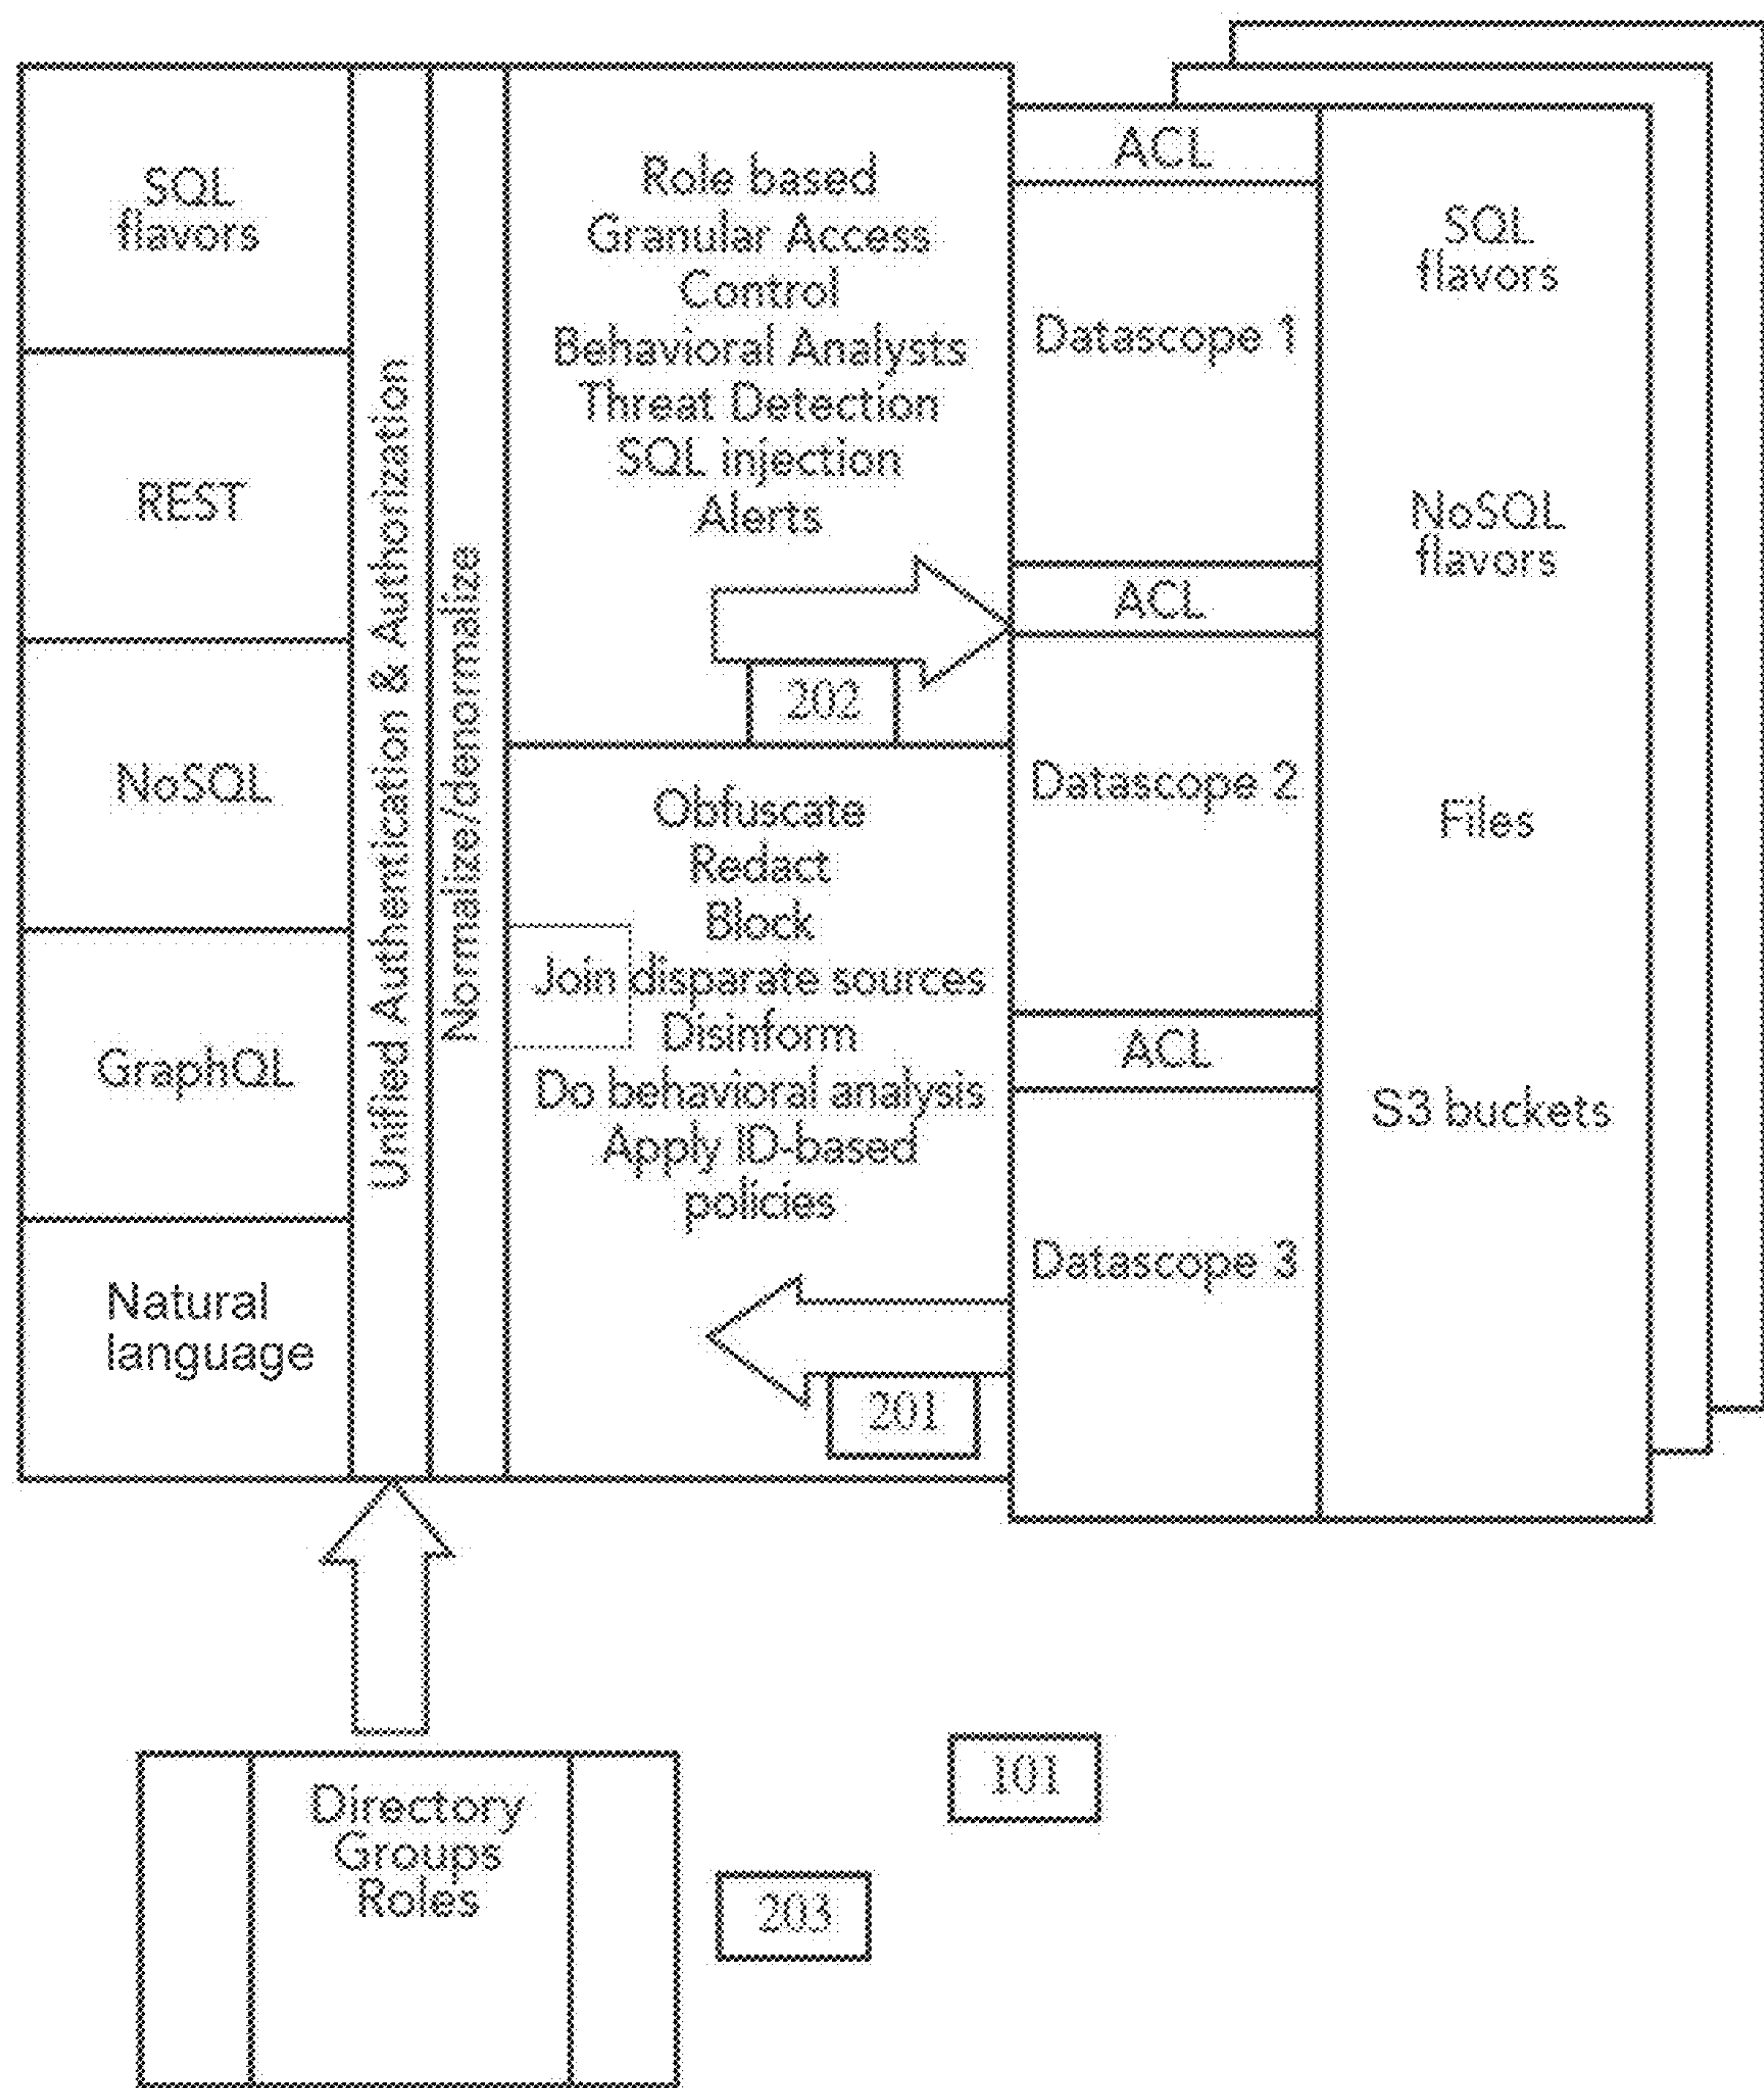 SQL
flavors
REST
NoSQL
GraphQL
Natural
language
Unified Authentication & Authorization
Normalize/denormalize
Role based
Granular Access
Control
Behavioral Analysts
Threat Detection
SQL injection
Alerts
202
Obfuscate
Redact
Block
Join disparate sources
Disinform
Do behavioral analysis
Apply ID-based
policies
201
ACL
Datascope 1
ACL
Datascope 2
ACL
Datascope 3
SQL
flavors
NoSQL
flavors
Files
S3 buckets
Directory
Groups
Roles
101
203